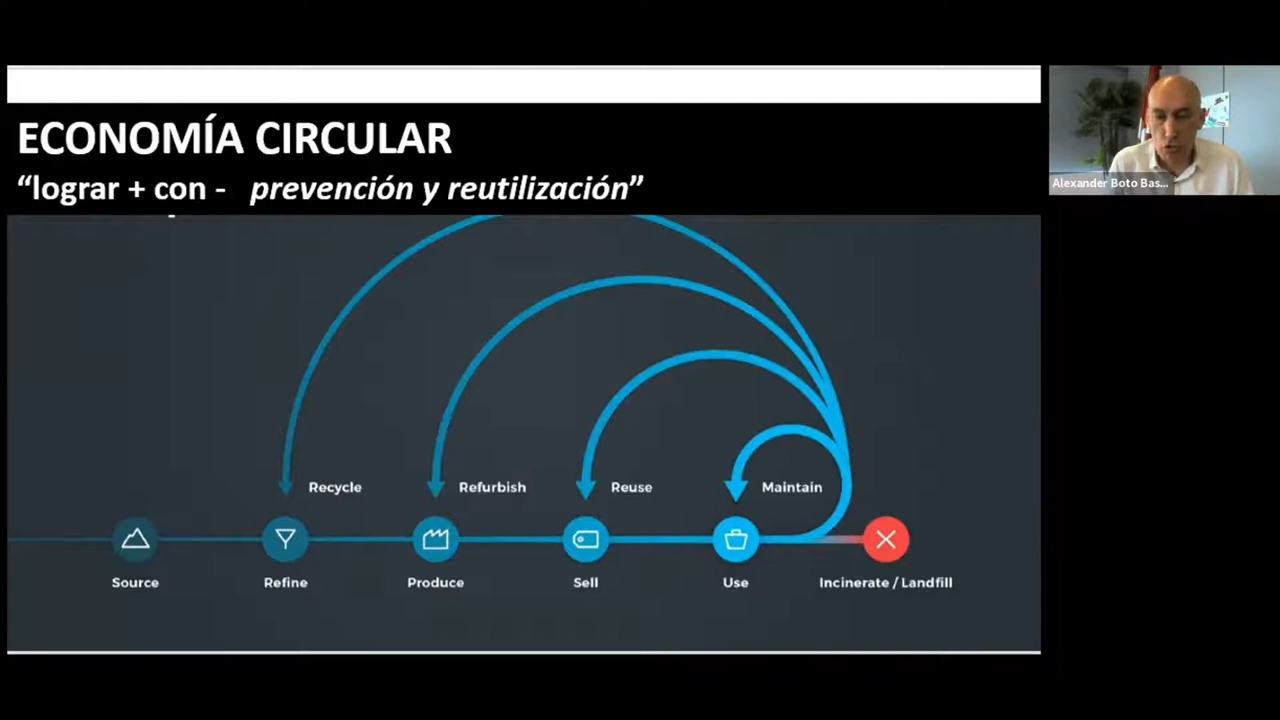 ECONOMÍA CIRCULAR
“lograr + con - prevención y reutilización”
Alexander Boto Bas...
Recycle
Refurbish
Reuse
Maintain
Source
Refine
Produce
Sell
Use
Incinerate / Landfill